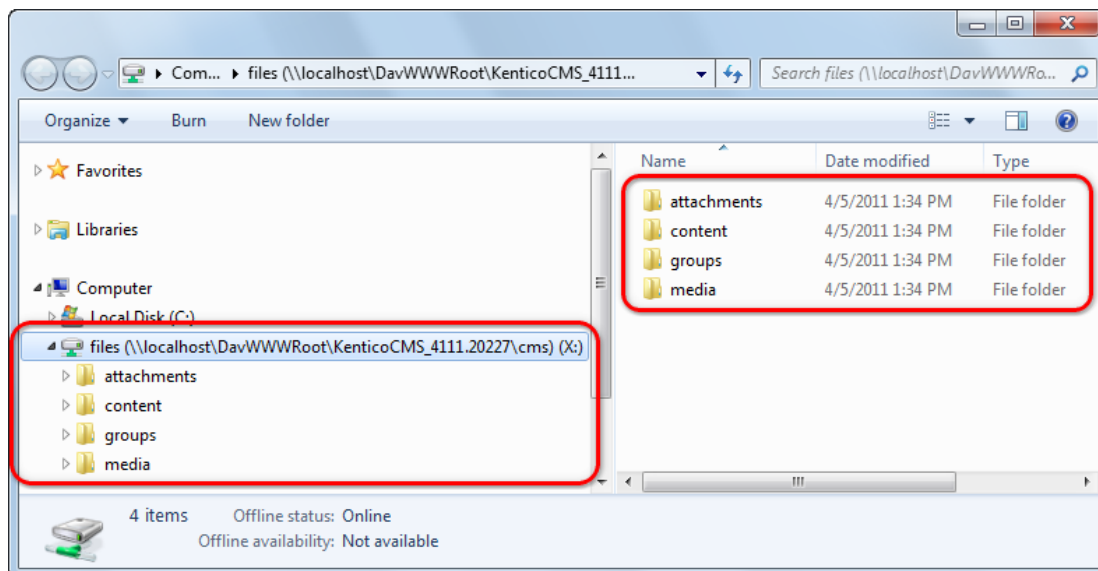 Com... files (\\localhost\DavWWWRoot\KenticoCMS_4111... Search files (\\localhost\DavWWWRo...
Organize Burn New folder
Name Date modified Type
Favorites
attachments 4/5/2011 1:34 PM File folder
Libraries
content 4/5/2011 1:34 PM File folder
groups 4/5/2011 1:34 PM File folder
Computer
media 4/5/2011 1:34 PM File folder
Local Disk (C:)
files (\\localhost\DavWWWRoot\KenticoCMS_4111.20227\cms) (X:)
attachments
content
groups
media
4 items Offline status: Online
Offline availability: Not available